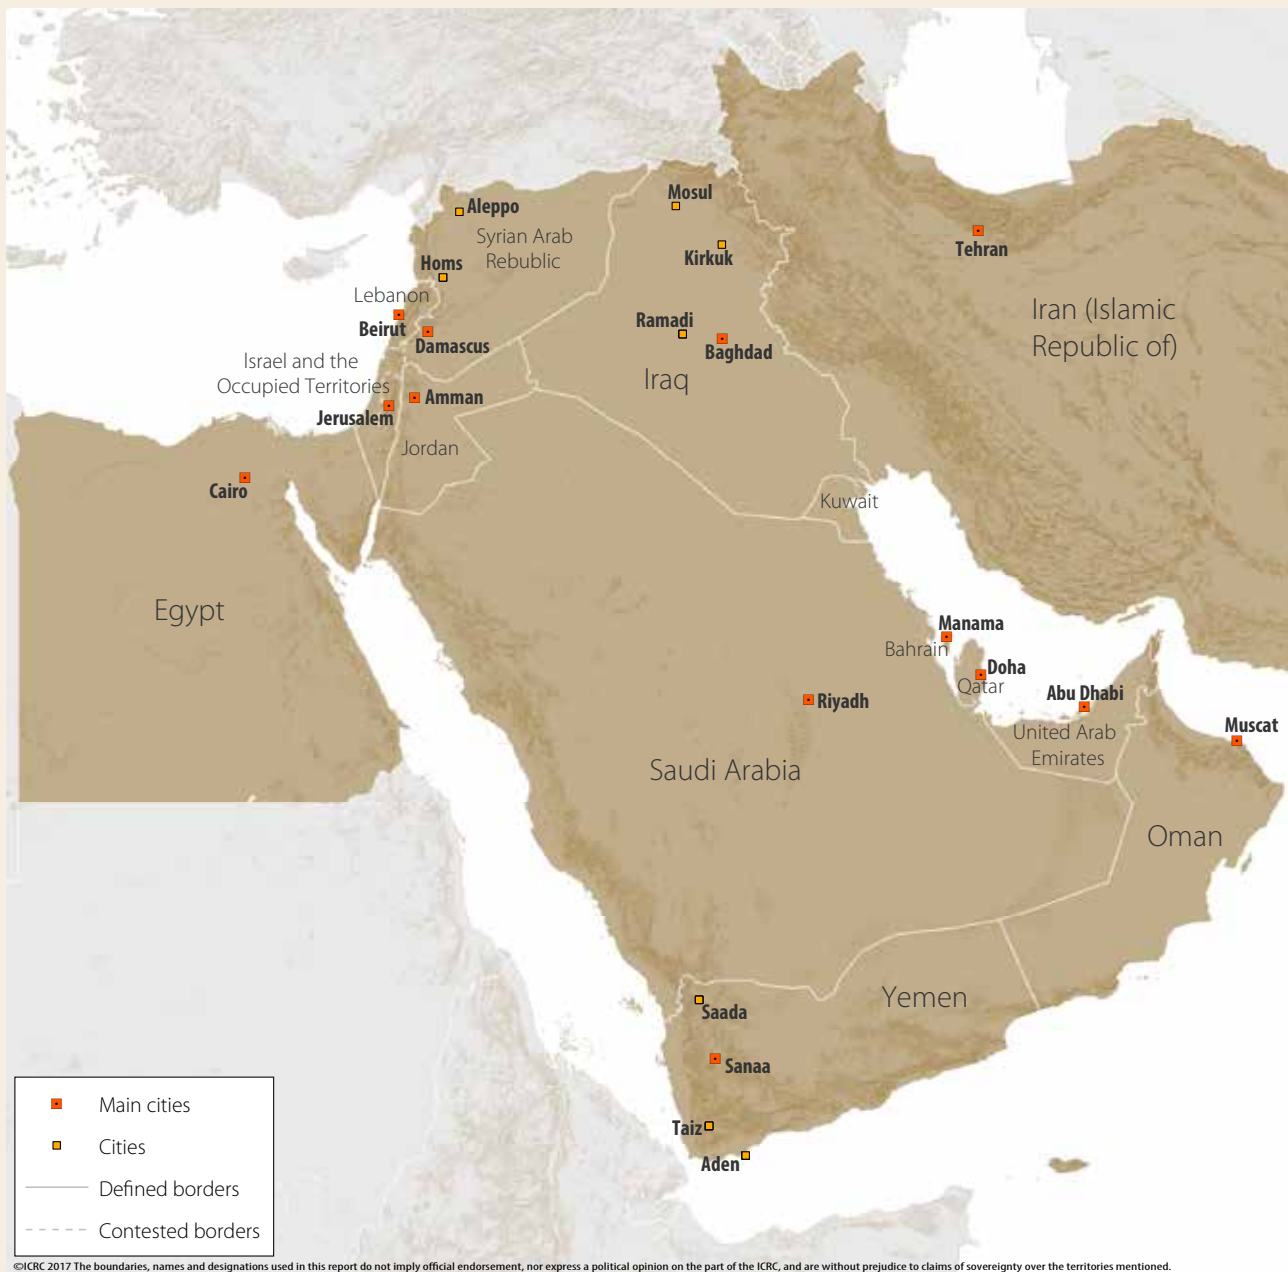 Mosul
Aleppo
Syrian Arab
Rebublic
Tehran
Kirkuk
Homs
Lebanon
Iran (Islamic
Republic of)
Ramadi
Beirut
Damascus
Baghdad
Israel and the
Occupied Territories
Iraq
Amman
Jerusalem
Jordan
Cairo
Kuwait
Egypt
Manama
Bahrain
Doha
Qatar
Abu Dhabi
Riyadh
Muscat
United Arab
Emirates
Saudi Arabia
Oman
Yemen
Saada
Sanaa
Taiz
Aden
Main cities
Cities
Defined borders
Contested borders
©ICRC 2017 The boundaries, names and designations used in this report do not imply official endorsement, nor express a political opinion on the part of the ICRC, and are without prejudice to claims of sovereignty over the territories mentioned.